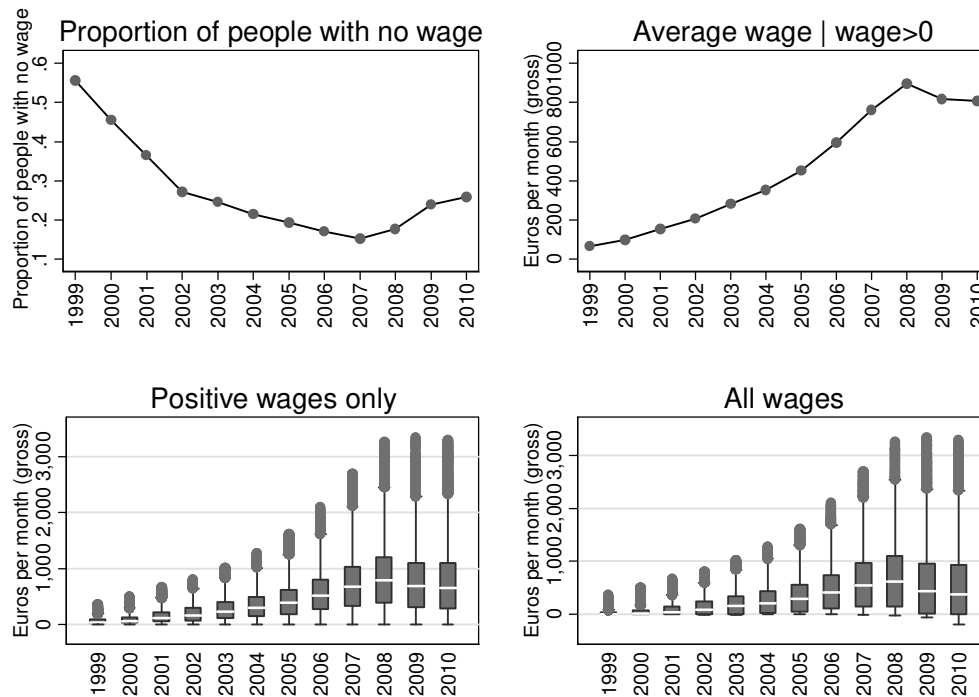 Proportion of people with no wage
Proportion of people with no wage
.1 .2 .3 .4 .5 .6
1999 2000 2001 2002 2003 2004 2005 2006 2007 2008 2009 2010
Average wage | wage>0
Euros per month (gross)
0 200 400 600 800 1000
1999 2000 2001 2002 2003 2004 2005 2006 2007 2008 2009 2010
Positive wages only
Euros per month (gross)
0 1,000 2,000 3,000
1999 2000 2001 2002 2003 2004 2005 2006 2007 2008 2009 2010
All wages
Euros per month (gross)
0 1,000 2,000 3,000
1999 2000 2001 2002 2003 2004 2005 2006 2007 2008 2009 2010